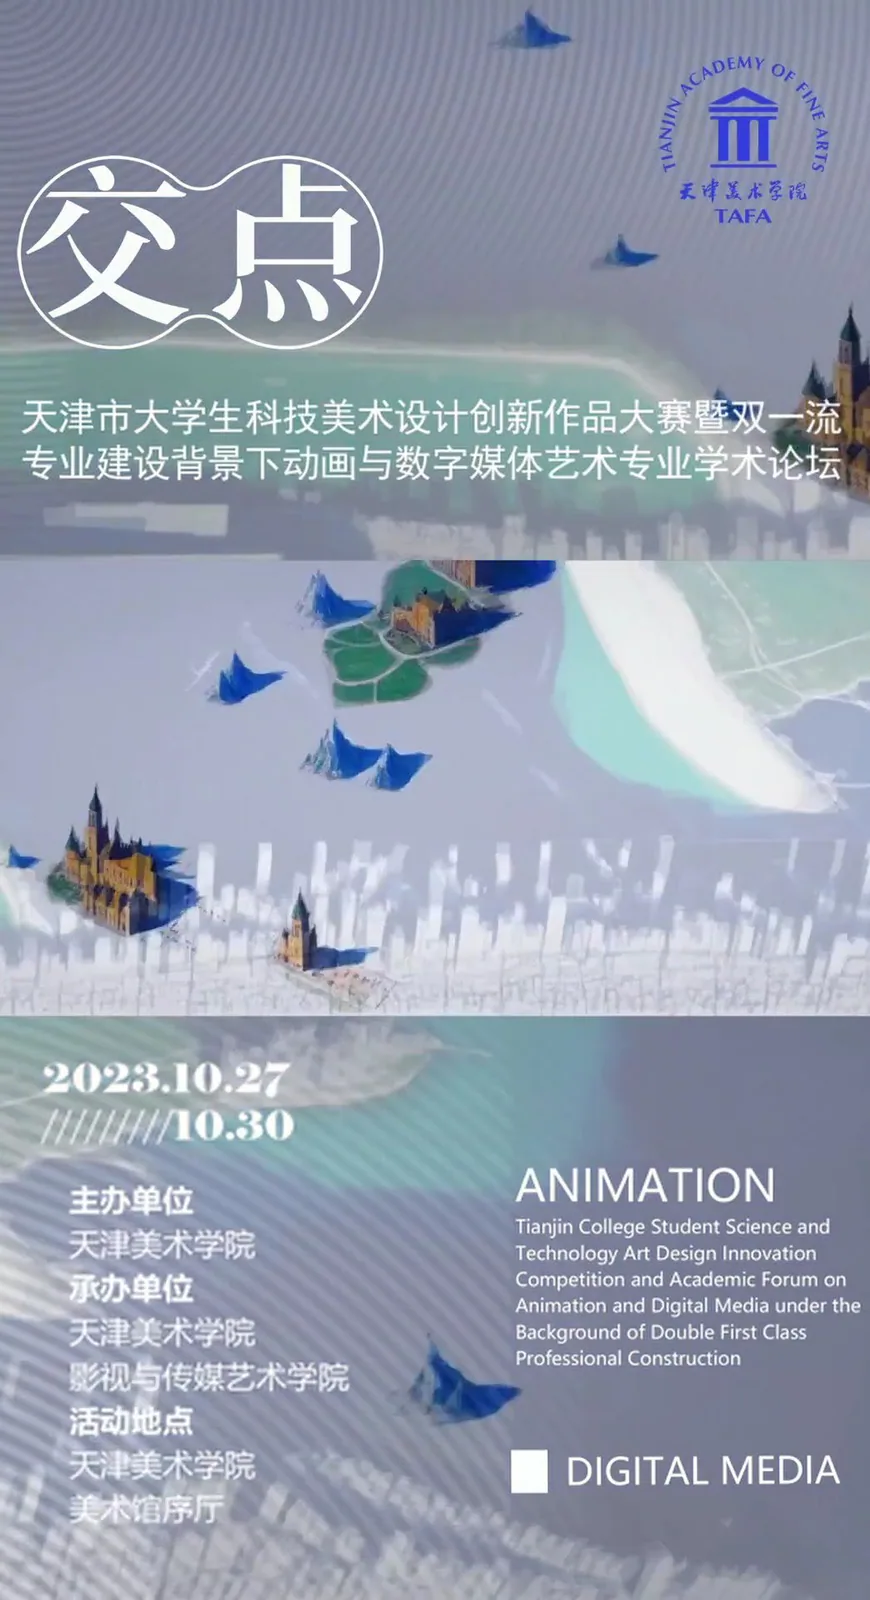 TIANJIN ACADEMY OF FINE ARTS
天津美术学院
TAFA
交点
天津市大学生科技美术设计创新作品大赛暨双一流
专业建设背景下动画与数字媒体艺术专业学术论坛
2023.10.27
/////////10.30
主办单位
天津美术学院
承办单位
天津美术学院
影视与传媒艺术学院
活动地点
天津美术学院
美术馆序厅
ANIMATION
Tianjin College Student Science and
Technology Art Design Innovation
Competition and Academic Forum on
Animation and Digital Media under the
Background of Double First Class
Professional Construction
DIGITAL MEDIA